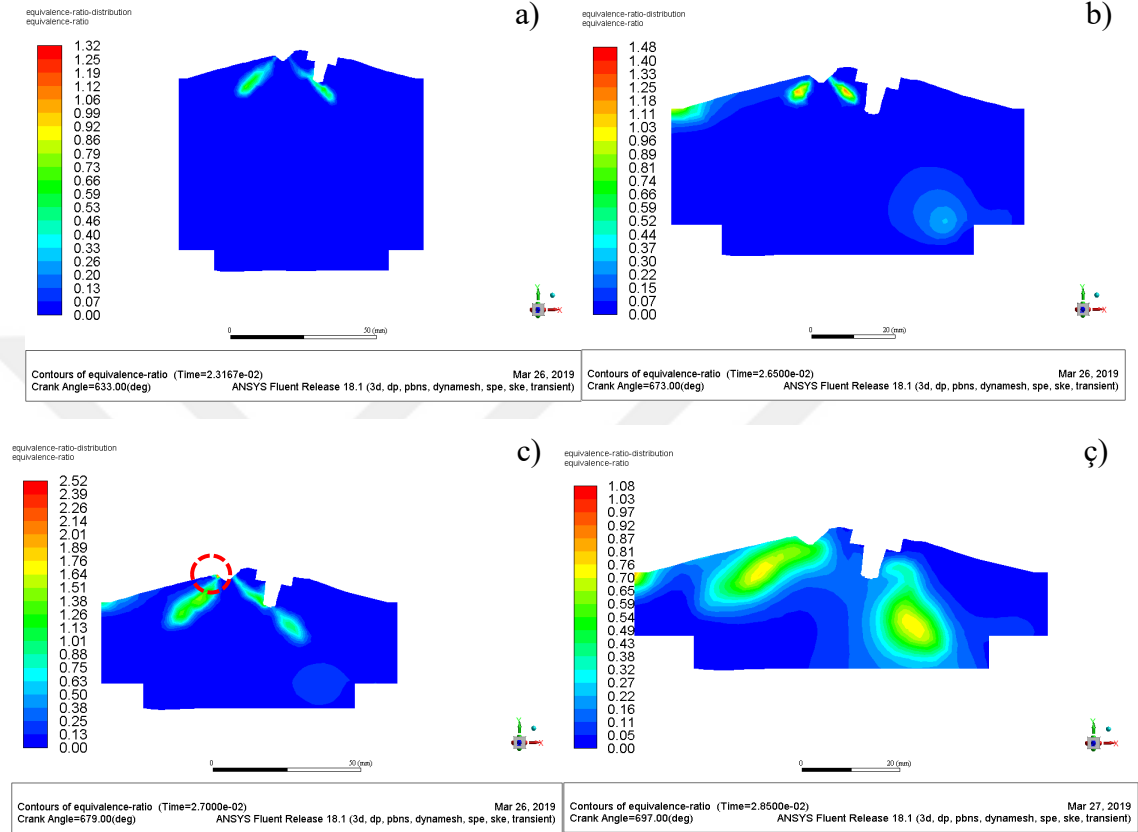 equivalence-ratio-distribution
equivalence-ratio
a)
1.32
1.25
1.19
1.12
1.06
0.99
0.92
0.86
0.79
0.73
0.66
0.59
0.53
0.46
0.40
0.33
0.26
0.20
0.13
0.07
0.00
0 50 (mm)
Y
X
Contours of equivalence-ratio (Time=2.3167e-02) Mar 26, 2019
Crank Angle=633.00(deg) ANSYS Fluent Release 18.1 (3d, dp, pbns, dynamesh, spe, ske, transient)
equivalence-ratio-distribution
equivalence-ratio
b)
1.48
1.40
1.33
1.25
1.18
1.11
1.03
0.96
0.89
0.81
0.74
0.66
0.59
0.52
0.44
0.37
0.30
0.22
0.15
0.07
0.00
0 20 (mm)
Y
X
Contours of equivalence-ratio (Time=2.6500e-02) Mar 26, 2019
Crank Angle=673.00(deg) ANSYS Fluent Release 18.1 (3d, dp, pbns, dynamesh, spe, ske, transient)
equivalence-ratio-distribution
equivalence-ratio
c)
2.52
2.39
2.26
2.14
2.01
1.89
1.76
1.64
1.51
1.38
1.26
1.13
1.01
0.88
0.75
0.63
0.50
0.38
0.25
0.13
0.00
0 50 (mm)
Y
X
Contours of equivalence-ratio (Time=2.7000e-02) Mar 26, 2019
Crank Angle=679.00(deg) ANSYS Fluent Release 18.1 (3d, dp, pbns, dynamesh, spe, ske, transient)
equivalence-ratio-distribution
equivalence-ratio
ç)
1.08
1.03
0.97
0.92
0.86
0.81
0.76
0.70
0.65
0.59
0.54
0.49
0.43
0.38
0.32
0.27
0.22
0.16
0.11
0.05
0.00
0 20 (mm)
Y
X
Contours of equivalence-ratio (Time=2.8500e-02) Mar 27, 2019
Crank Angle=697.00(deg) ANSYS Fluent Release 18.1 (3d, dp, pbns, dynamesh, spe, ske, transient)